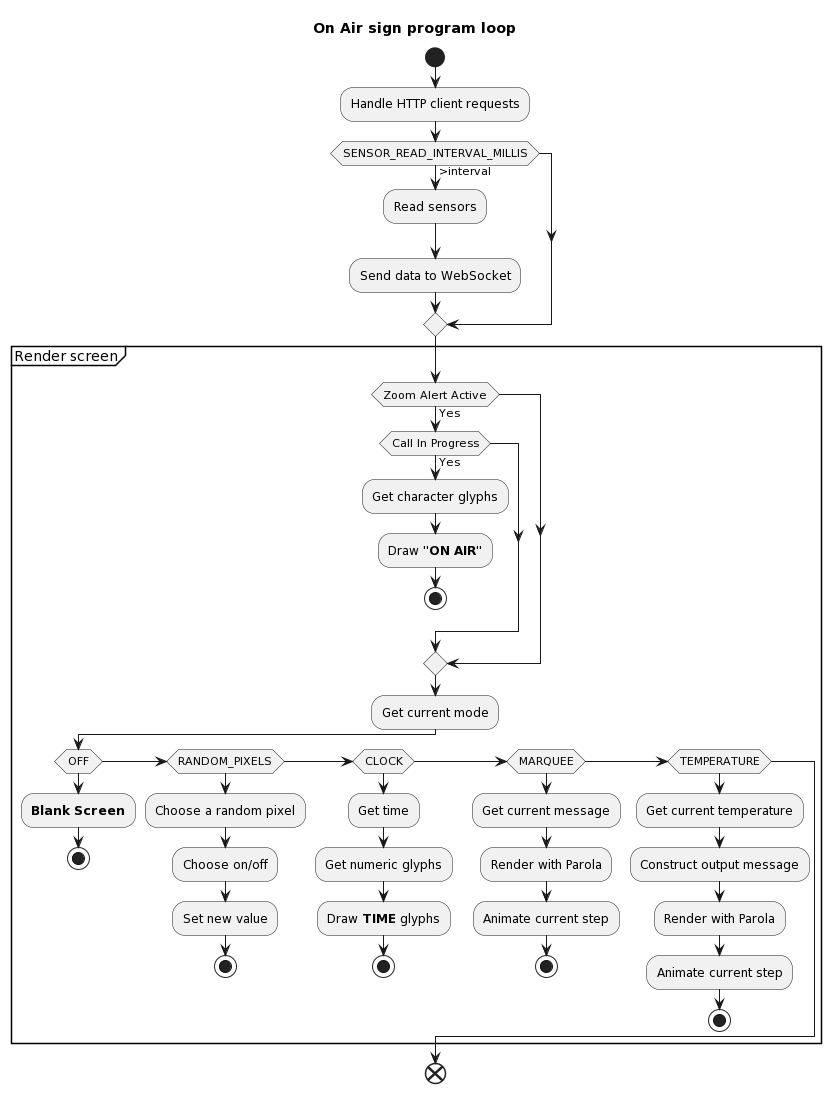 On Air sign program loop
Handle HTTP client requests
SENSOR_READ_INTERVAL_MILLIS
>interval
Read sensors
Send data to WebSocket
Render screen
Zoom Alert Active
Yes
Call In Progress
Yes
Get character glyphs
Draw "ON AIR"
Get current mode
OFF
Blank Screen
RANDOM_PIXELS
Choose a random pixel
Choose on/off
Set new value
CLOCK
Get time
Get numeric glyphs
Draw TIME glyphs
MARQUEE
Get current message
Render with Parola
Animate current step
TEMPERATURE
Get current temperature
Construct output message
Render with Parola
Animate current step